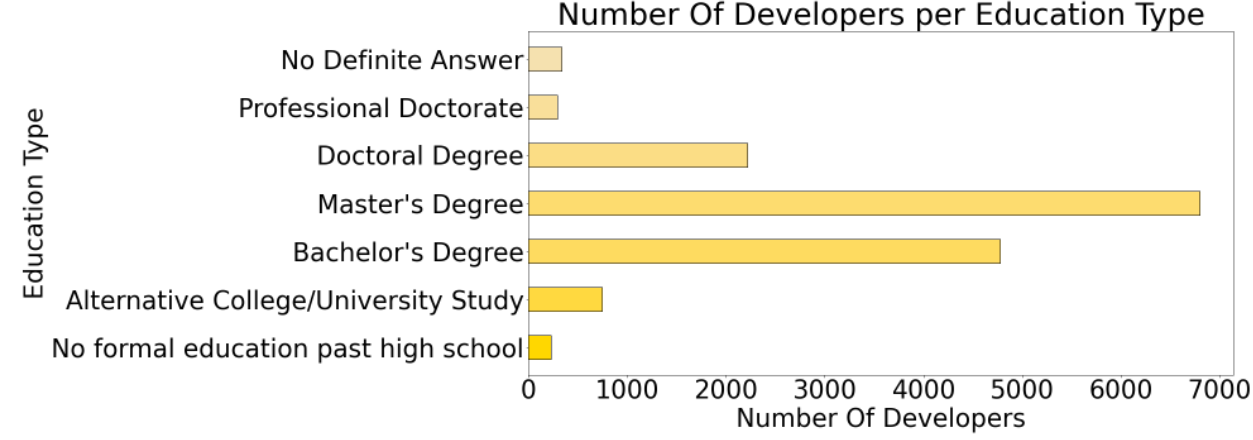 Number Of Developers per Education Type
Education Type
No Definite Answer
Professional Doctorate
Doctoral Degree
Master's Degree
Bachelor's Degree
Alternative College/University Study
No formal education past high school
0 1000 2000 3000 4000 5000 6000 7000
Number Of Developers